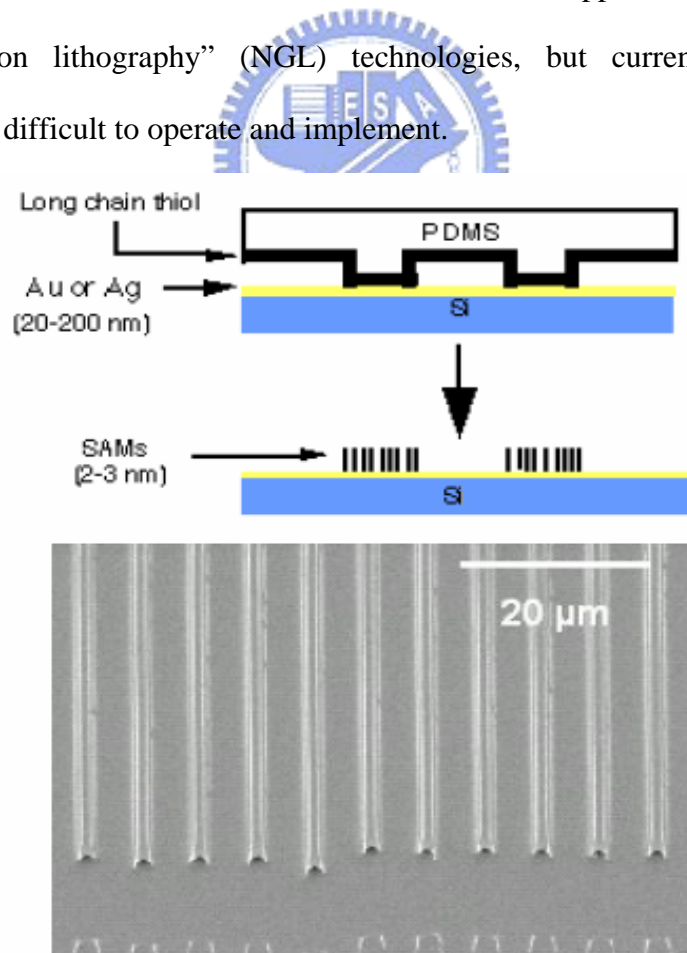 on lithography” (NGL) technologies, but curren
difficult to operate and implement.
E S A
Long chain thiol
PDMS
Au or Ag
(20-200 nm)
Si
SAMs
(2-3 nm)
Si
20 µm